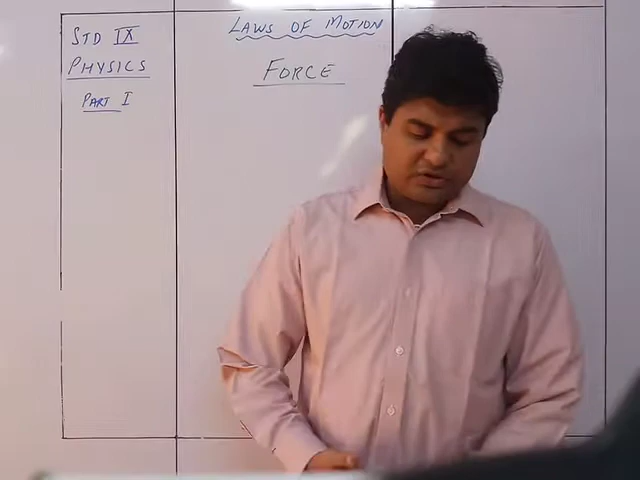 STD IX
PHYSICS
PART I
LAWS OF MOTION
FORCE